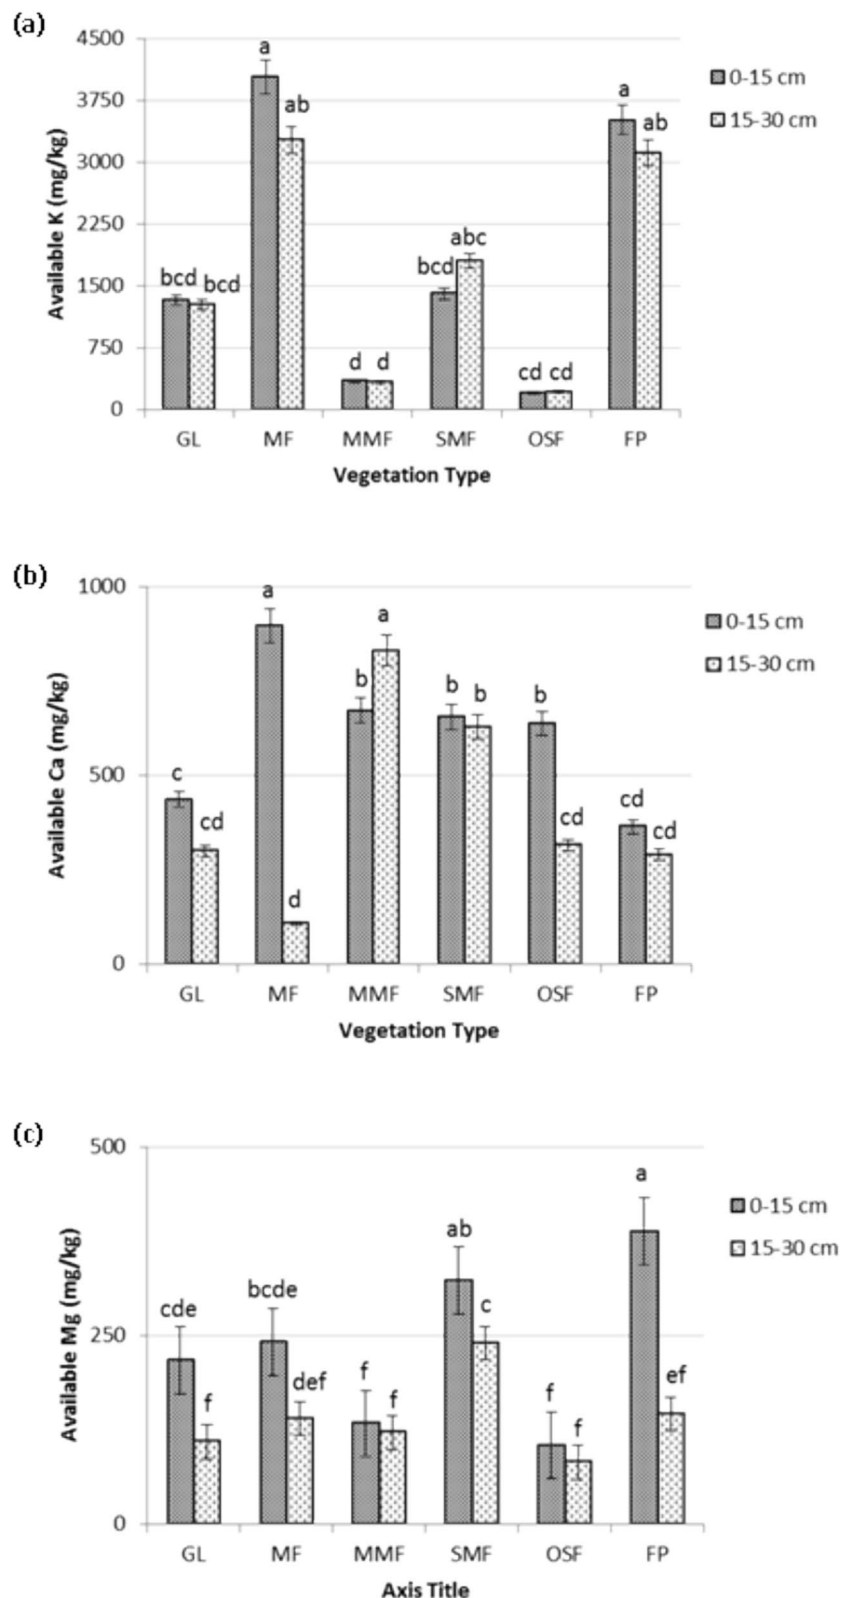 (a)
4500
3750
3000
2250
1500
750
0
Available K (mg/kg)
a
ab
a
ab
abc
bcd
bcd
bcd
d
d
cd
cd
0-15 cm
15-30 cm
GL
MF
MMF
SMF
OSF
FP
Vegetation Type
(b)
1000
500
0
Available Ca (mg/kg)
c
cd
a
d
b
a
b
b
b
cd
cd
cd
0-15 cm
15-30 cm
GL
MF
MMF
SMF
OSF
FP
Vegetation Type
(c)
500
250
0
Available Mg (mg/kg)
cde
f
bcde
def
f
f
ab
c
f
f
a
ef
0-15 cm
15-30 cm
GL
MF
MMF
SMF
OSF
FP
Axis Title